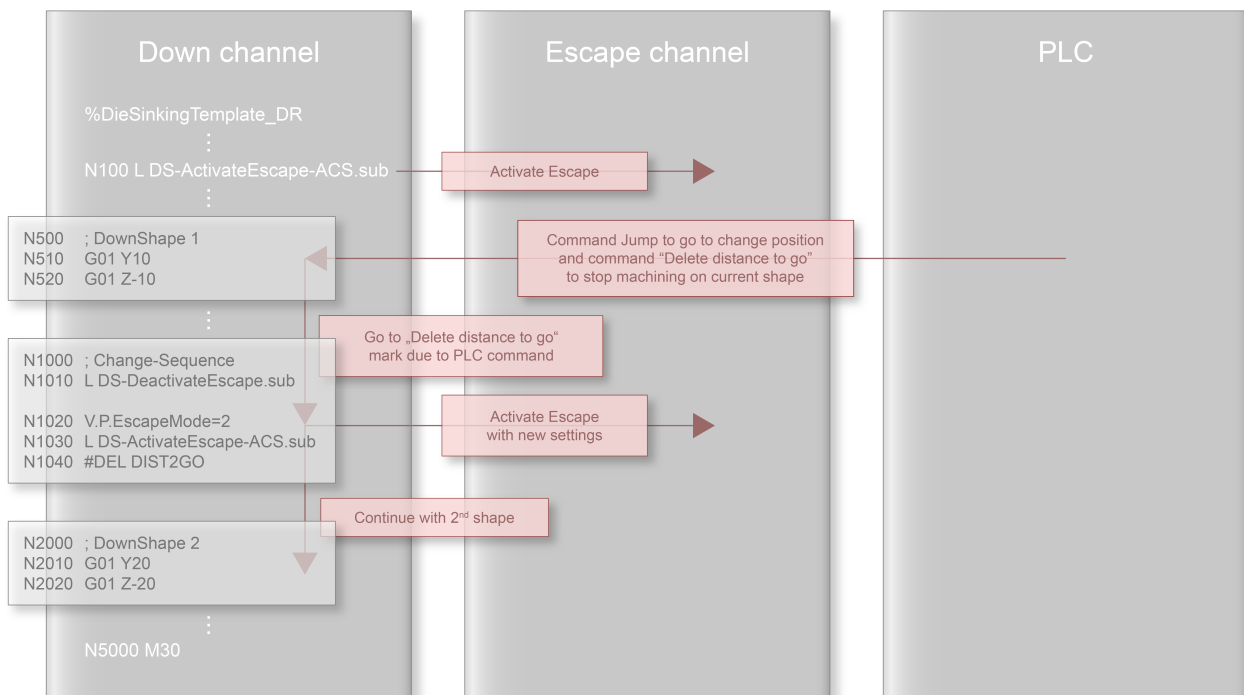 Down channel
Escape channel
PLC
%DieSinkingTemplate_DR
⋮
N100 L DS-ActivateEscape-ACS.sub
Activate Escape
⋮
N500 ; DownShape 1
N510 G01 Y10
N520 G01 Z-10
Command Jump to go to change position
and command “Delete distance to go”
to stop machining on current shape
⋮
Go to „Delete distance to go“
mark due to PLC command
N1000 ; Change-Sequence
N1010 L DS-DeactivateEscape.sub
N1020 V.P.EscapeMode=2
N1030 L DS-ActivateEscape-ACS.sub
N1040 #DEL DIST2GO
Activate Escape
with new settings
Continue with 2nd shape
N2000 ; DownShape 2
N2010 G01 Y20
N2020 G01 Z-20
⋮
N5000 M30